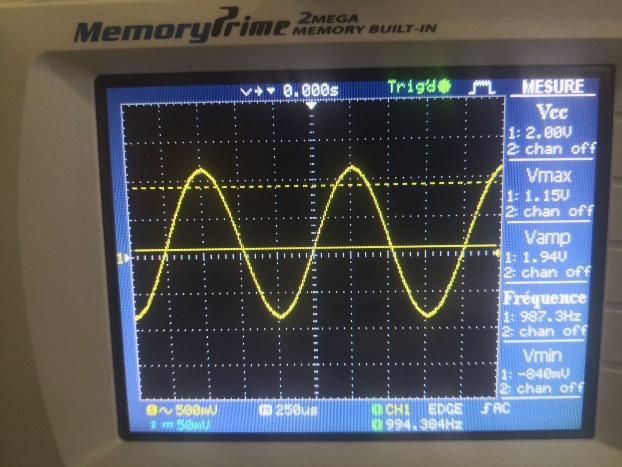 MemoryPrime 2MEGA
MEMORY BUILT-IN
0.000s Trig'd MESURE
Vcc
1: 2.00V
2: chan off
Vmax
1: 1.15V
2: chan off
Vamp
1: 1.94V
2: chan off
Fréquence
1: 987.3Hz
2: chan off
Vmin
1: -840mV
2: chan off
1
500mV 250us CH1 EDGE AC
2 50mV 994.384Hz